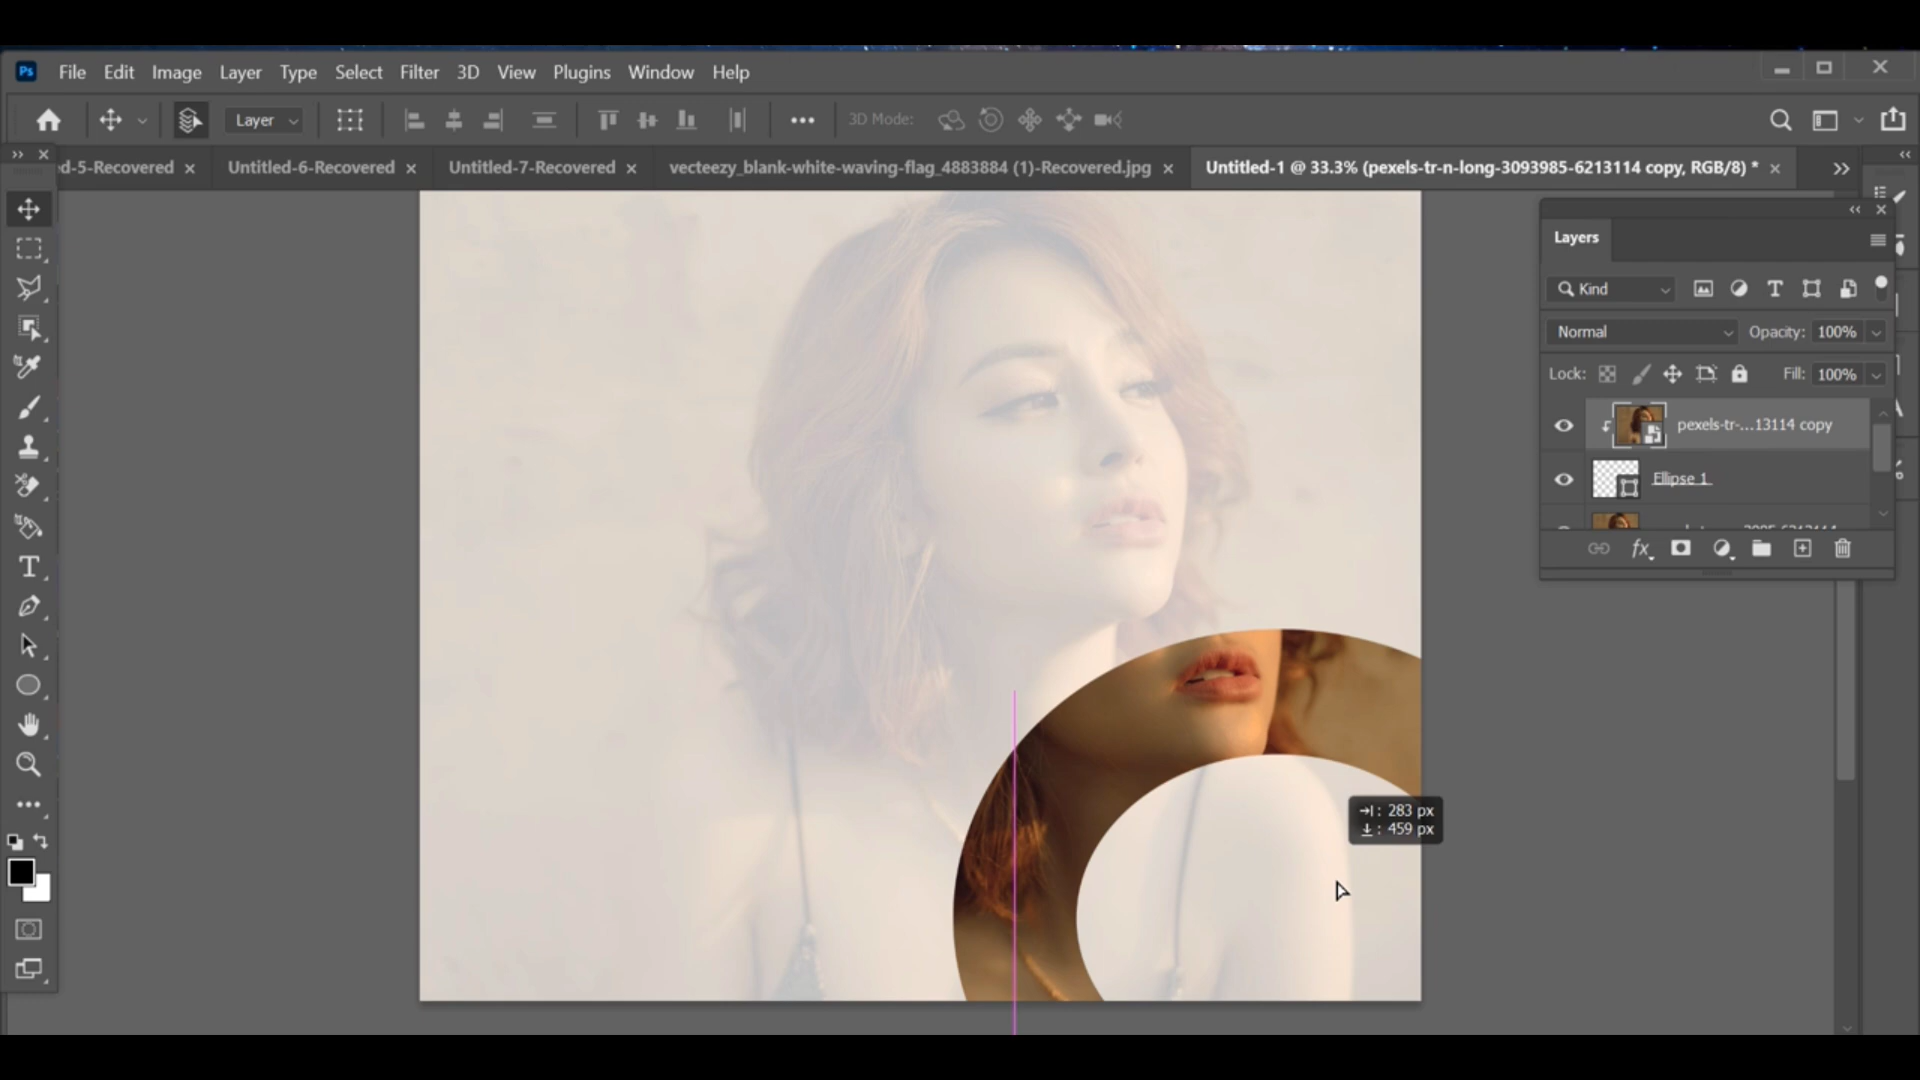 Ps File Edit Image Layer Type Select Filter 3D View Plugins Window Help
Layer 3D Mode:
ed-5-Recovered Untitled-6-Recovered Untitled-7-Recovered vecteezy_blank-white-waving-flag_4883884 (1)-Recovered.jpg Untitled-1 @ 33.3% (pexels-tr-n-long-3093985-6213114 copy, RGB/8) *
Layers
Kind
Normal Opacity: 100%
Lock: Fill: 100%
pexels-tr-...13114 copy
Ellipse 1
fx
283 px
459 px